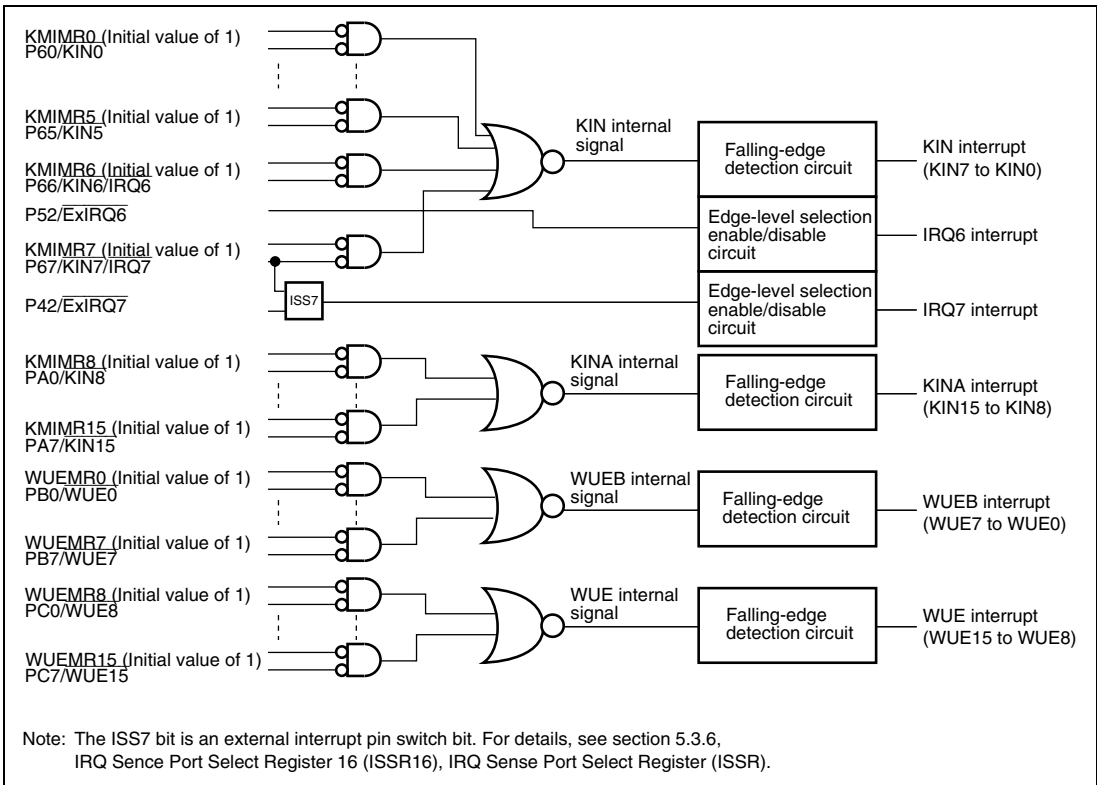 KMIMR0 (Initial value of 1)
P60/KIN0
KMIMR5 (Initial value of 1)
P65/KIN5
KMIMR6 (Initial value of 1)
P66/KIN6/IRQ6
P52/ExIRQ6
KMIMR7 (Initial value of 1)
P67/KIN7/IRQ7
P42/ExIRQ7
ISS7
KIN internal
signal
Falling-edge
detection circuit
KIN interrupt
(KIN7 to KIN0)
Edge-level selection
enable/disable
circuit
IRQ6 interrupt
Edge-level selection
enable/disable
circuit
IRQ7 interrupt
KMIMR8 (Initial value of 1)
PA0/KIN8
KMIMR15 (Initial value of 1)
PA7/KIN15
KINA internal
signal
Falling-edge
detection circuit
KINA interrupt
(KIN15 to KIN8)
WUEMR0 (Initial value of 1)
PB0/WUE0
WUEMR7 (Initial value of 1)
PB7/WUE7
WUEB internal
signal
Falling-edge
detection circuit
WUEB interrupt
(WUE7 to WUE0)
WUEMR8 (Initial value of 1)
PC0/WUE8
WUEMR15 (Initial value of 1)
PC7/WUE15
WUE internal
signal
Falling-edge
detection circuit
WUE interrupt
(WUE15 to WUE8)
Note: The ISS7 bit is an external interrupt pin switch bit. For details, see section 5.3.6,
IRQ Sence Port Select Register 16 (ISSR16), IRQ Sense Port Select Register (ISSR).